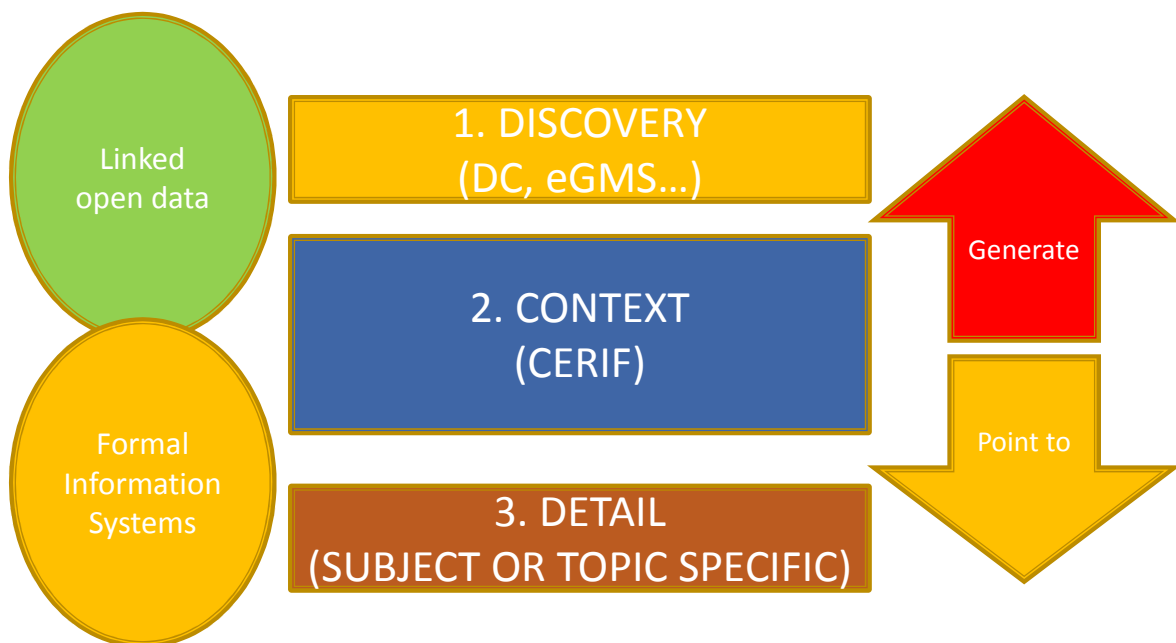 Linked
open data
1. DISCOVERY
(DC, eGMS...)
Generate
2. CONTEXT
(CERIF)
Formal
Information
Systems
Point to
3. DETAIL
(SUBJECT OR TOPIC SPECIFIC)